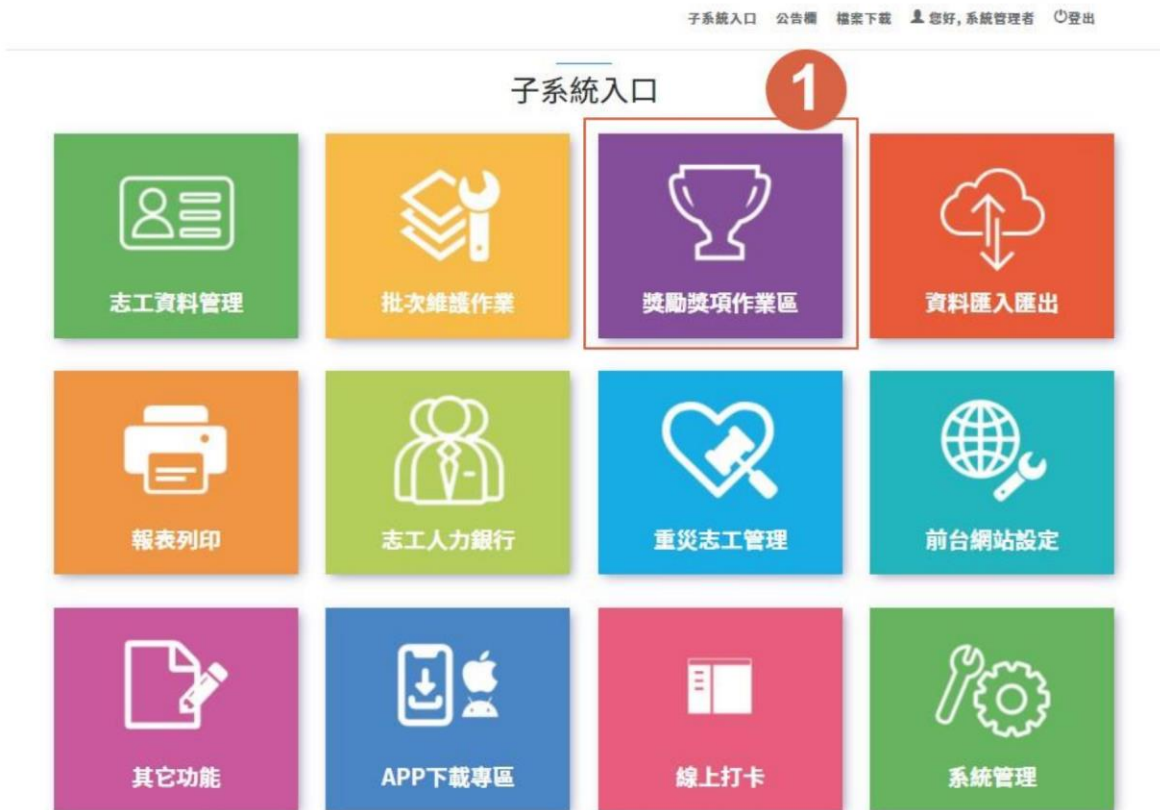 子系統入口 公告欄 檔案下載 您好, 系統管理者 登出
子系統入口
1
志工資料管理
批次維護作業
獎勵獎項作業區
資料匯入匯出
報表列印
志工人力銀行
重災志工管理
前台網站設定
其它功能
APP下載專區
線上打卡
系統管理